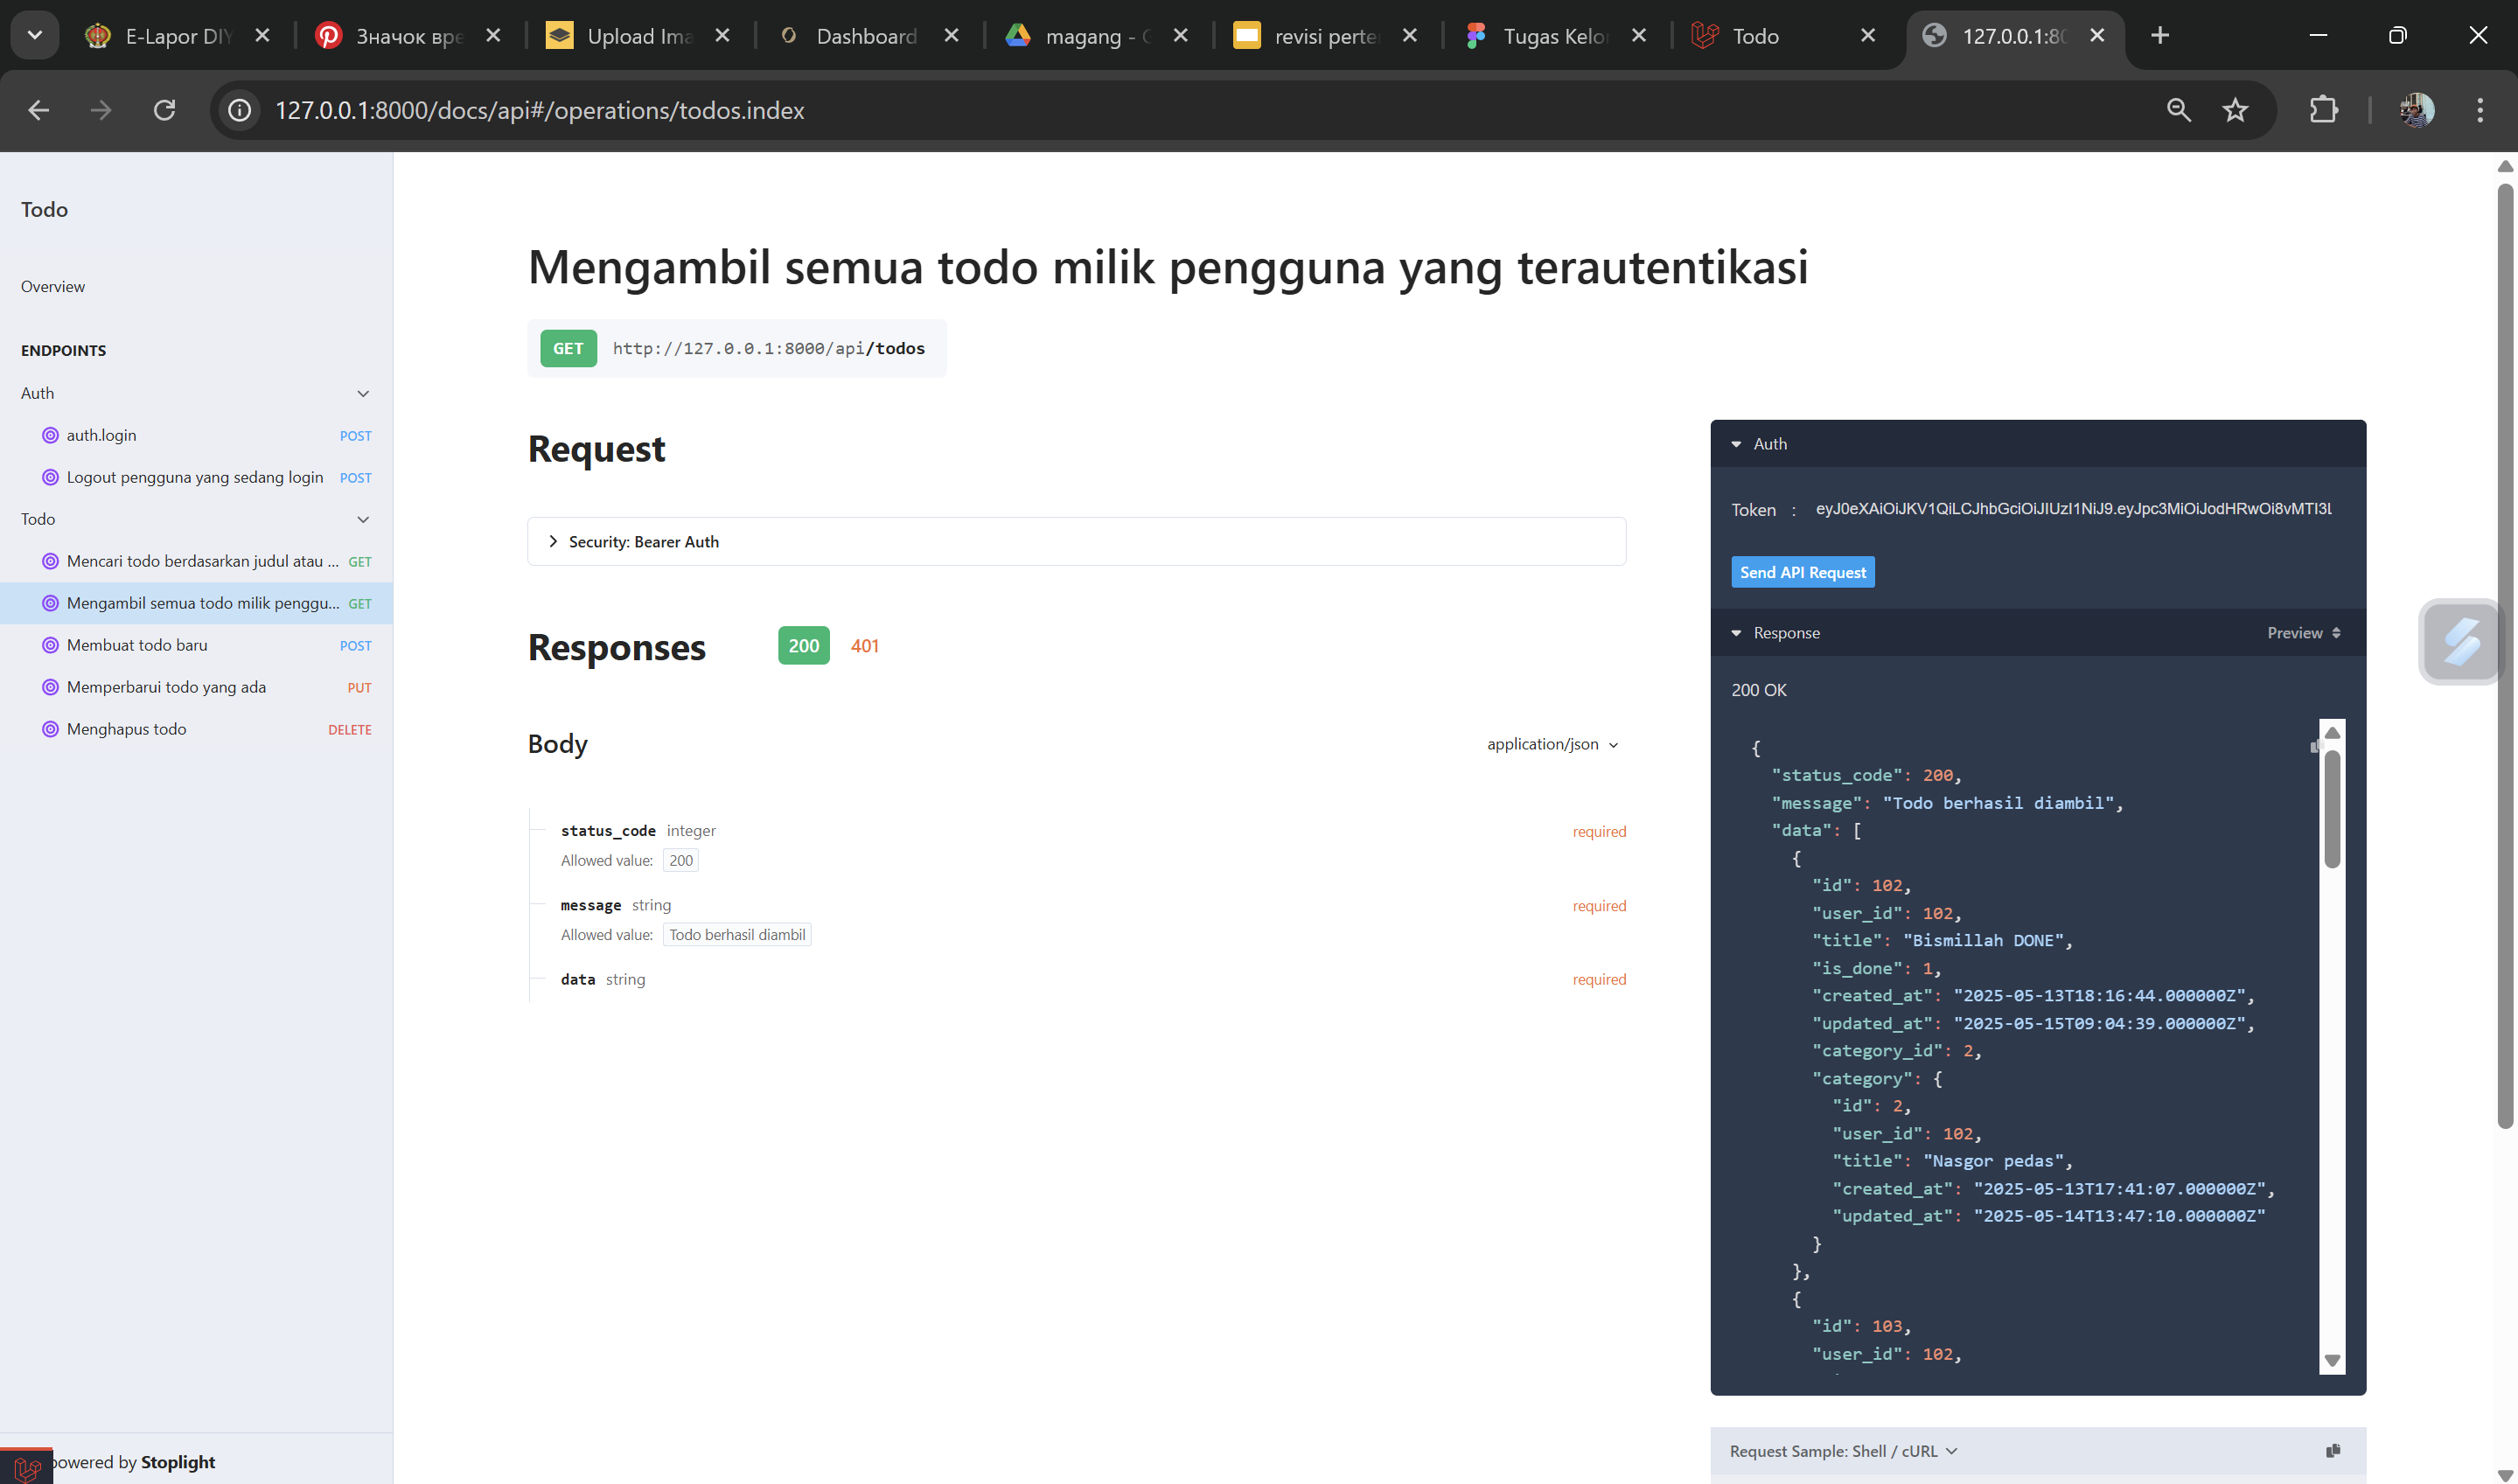 E-Lapor DIY
Значок вре
Upload Ima
Dashboard
magang - G
revisi perte
Tugas Kelo
Todo
127.0.0.1:80
127.0.0.1:8000/docs/api#/operations/todos.index
Todo
Overview
ENDPOINTS
Auth
auth.login POST
Logout pengguna yang sedang login POST
Todo
Mencari todo berdasarkan judul atau ... GET
Mengambil semua todo milik penggu... GET
Membuat todo baru POST
Memperbarui todo yang ada PUT
Menghapus todo DELETE
powered by Stoplight
Mengambil semua todo milik pengguna yang terautentikasi
GET http://127.0.0.1:8000/api/todos
Request
Security: Bearer Auth
Responses 200 401
Body application/json
status_code integer required
Allowed value: 200
message string required
Allowed value: Todo berhasil diambil
data string required
Auth
Token : eyJ0eXAiOiJKV1QiLCJhbGciOiJIUzI1NiJ9.eyJpc3MiOiJodHRwOi8vMTI3L
Send API Request
Response Preview
200 OK
{
"status_code": 200,
"message": "Todo berhasil diambil",
"data": [
{
"id": 102,
"user_id": 102,
"title": "Bismillah DONE",
"is_done": 1,
"created_at": "2025-05-13T18:16:44.000000Z",
"updated_at": "2025-05-15T09:04:39.000000Z",
"category_id": 2,
"category": {
"id": 2,
"user_id": 102,
"title": "Nasgor pedas",
"created_at": "2025-05-13T17:41:07.000000Z",
"updated_at": "2025-05-14T13:47:10.000000Z"
}
},
{
"id": 103,
"user_id": 102,
Request Sample: Shell / cURL